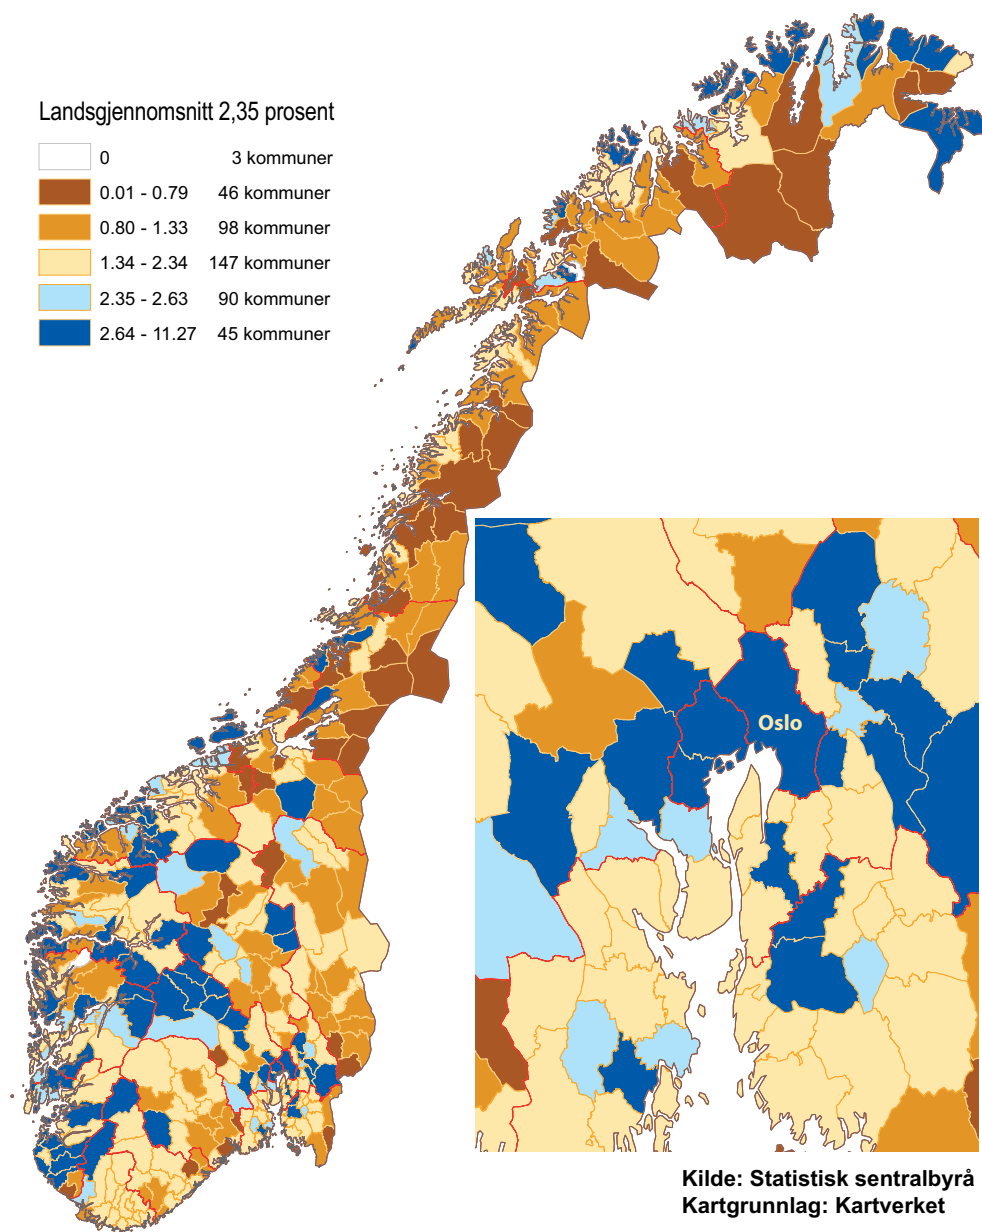 Landsgjennomsnitt 2,35 prosent
0 3 kommuner
0.01 - 0.79 46 kommuner
0.80 - 1.33 98 kommuner
1.34 - 2.34 147 kommuner
2.35 - 2.63 90 kommuner
2.64 - 11.27 45 kommuner
Oslo
Kilde: Statistisk sentralbyrå
Kartgrunnlag: Kartverket